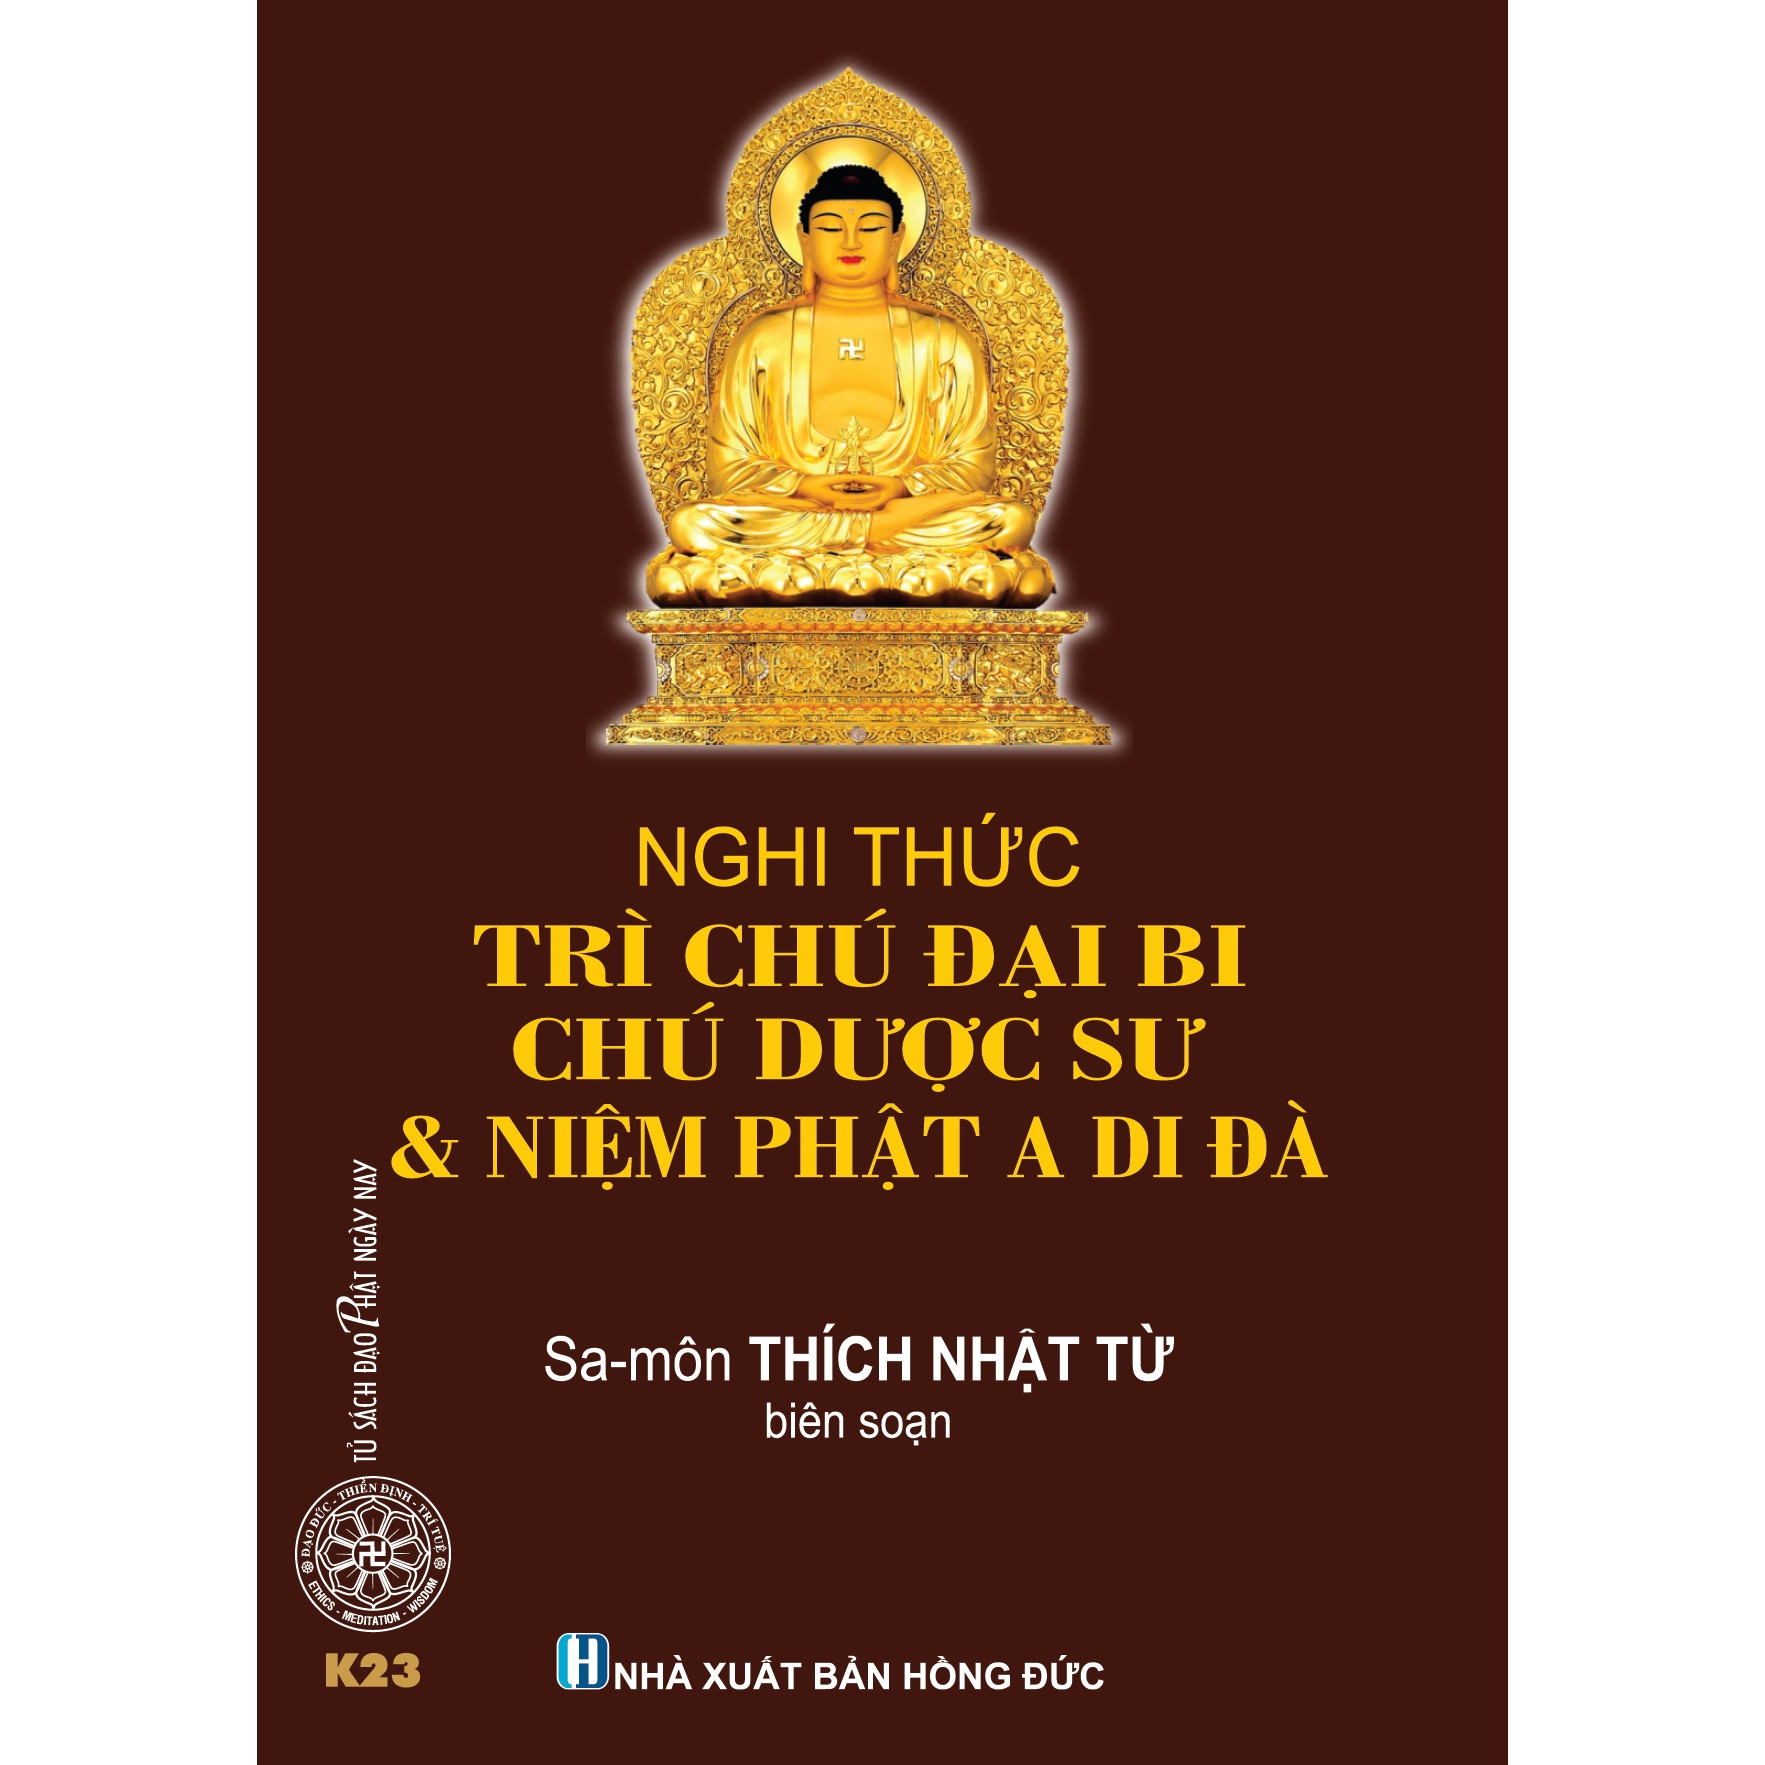 NGHI THỨC
TRÌ CHÚ ĐẠI BI
CHÚ DƯỢC SƯ
& NIỆM PHẬT A DI ĐÀ
Sa-môn THÍCH NHẬT TỪ
biên soạn
TỦ SÁCH ĐẠO PHẬT NGÀY NAY
ĐẠO ĐỨC - THIỀN ĐỊNH - TRÍ TUỆ
ETHICS - MEDITATION - WISDOM
K23
NHÀ XUẤT BẢN HỒNG ĐỨC